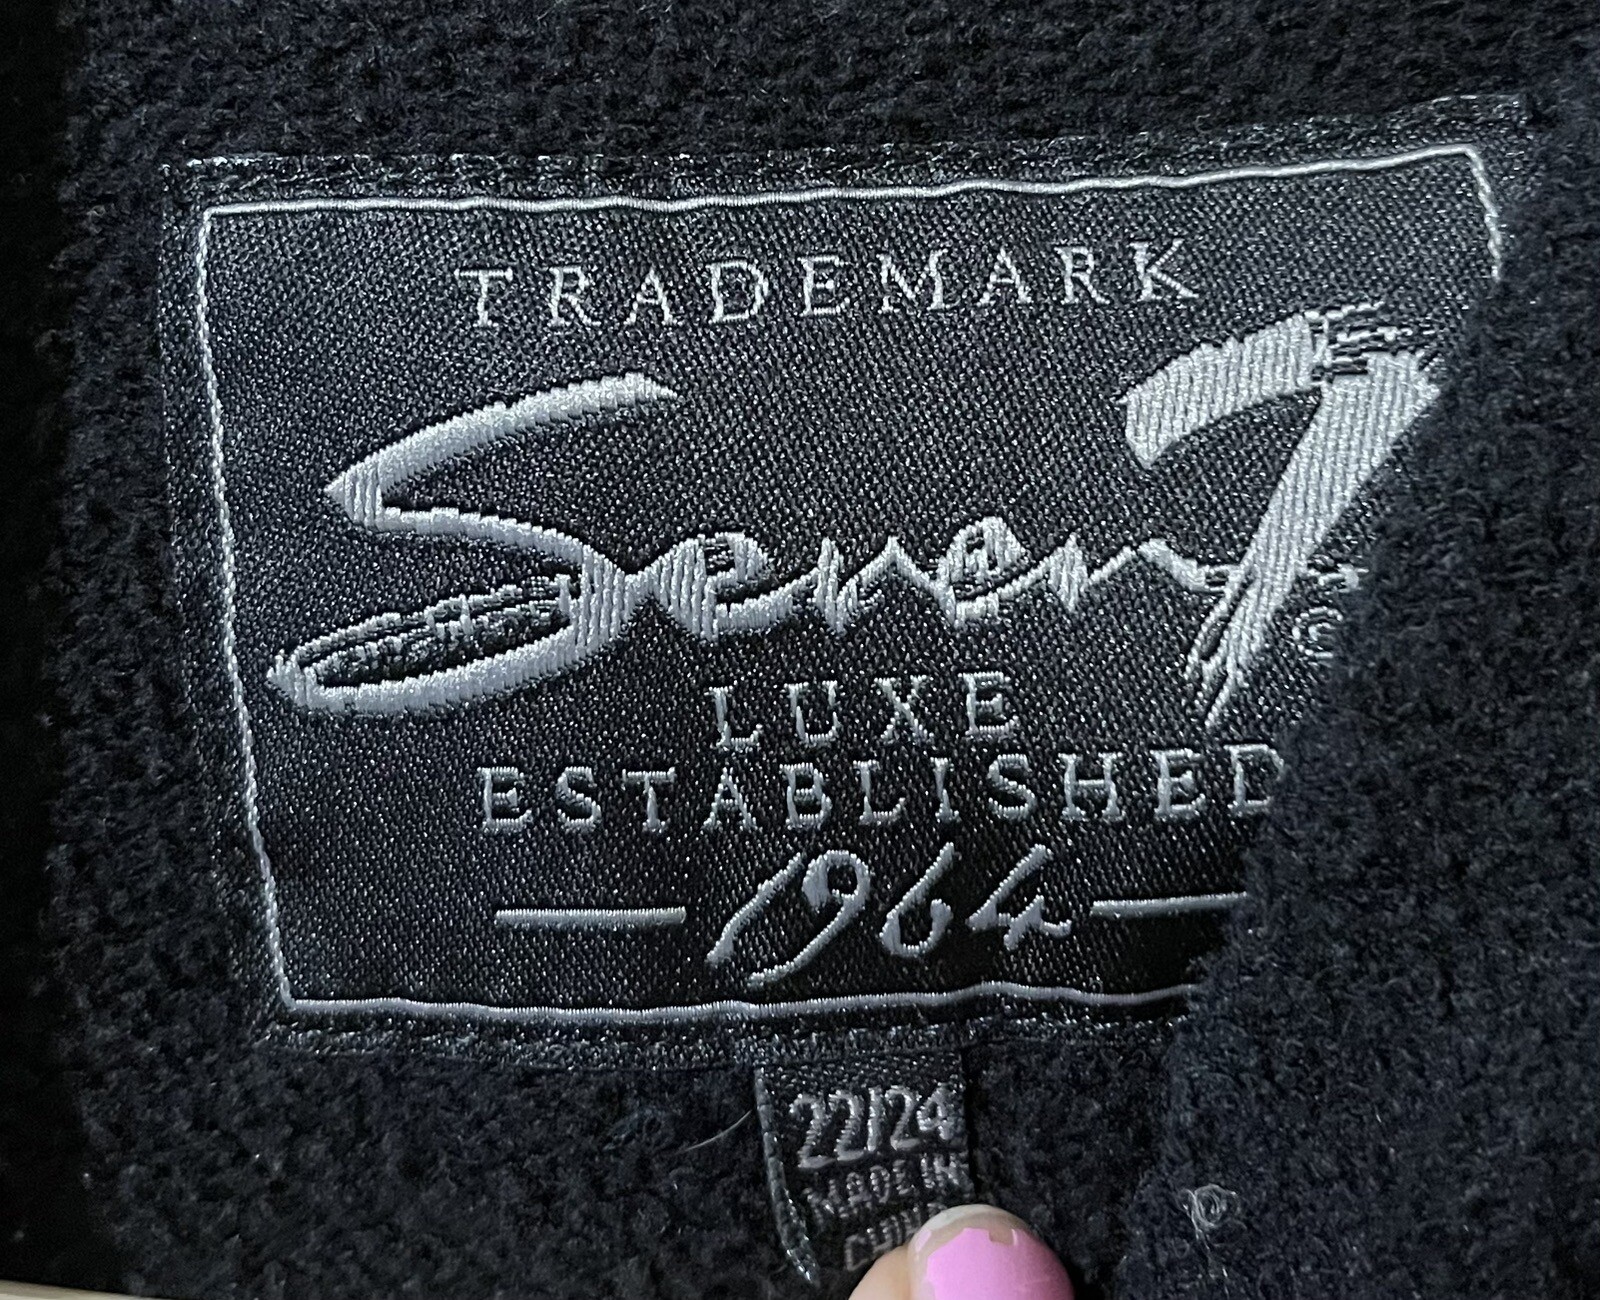 TRADEMARK
Seven7
LUXE
ESTABLISHED
1964
22/24
MADE IN
CHINA